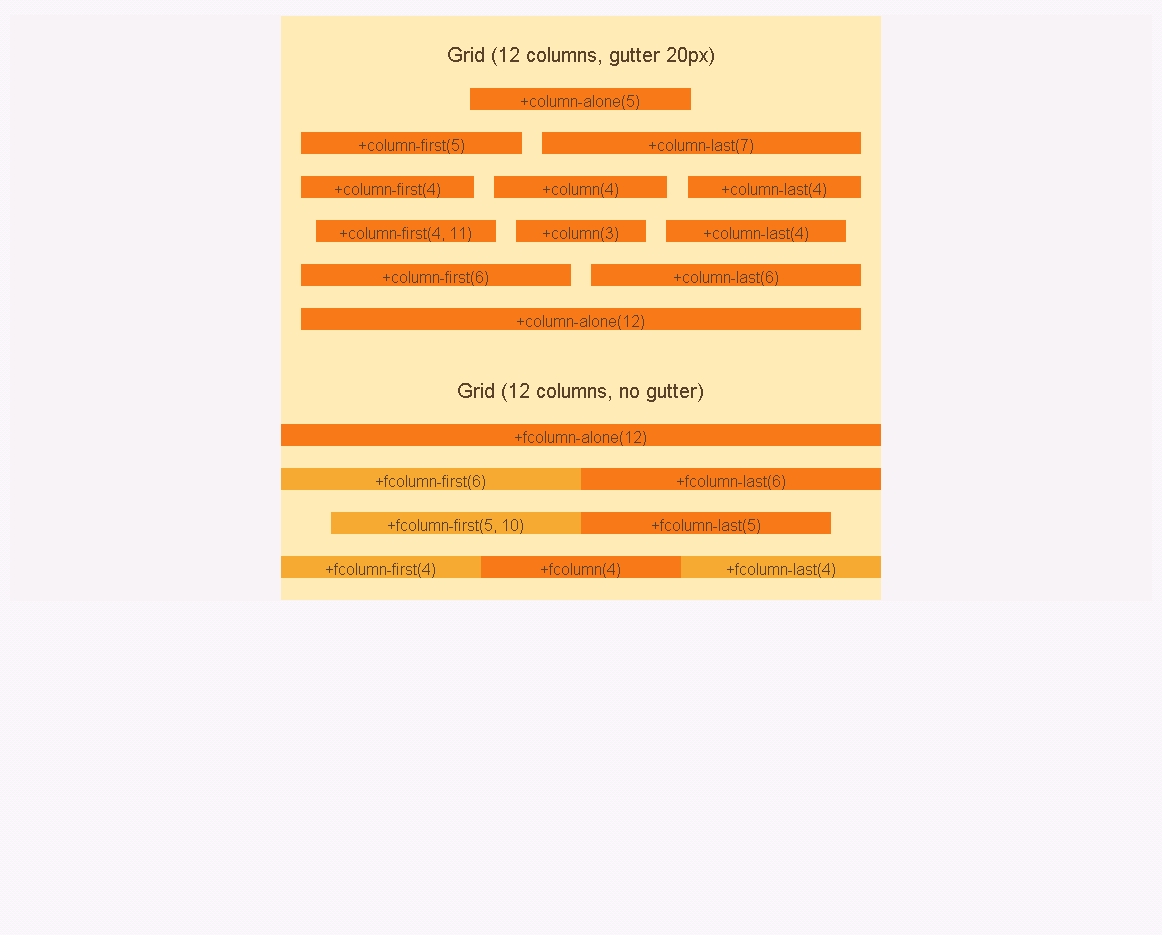 Grid (12 columns, gutter 20px)
+column-alone(5)
+column-first(5) +column-last(7)
+column-first(4) +column(4) +column-last(4)
+column-first(4, 11) +column(3) +column-last(4)
+column-first(6) +column-last(6)
+column-alone(12)
Grid (12 columns, no gutter)
+fcolumn-alone(12)
+fcolumn-first(6) +fcolumn-last(6)
+fcolumn-first(5, 10) +fcolumn-last(5)
+fcolumn-first(4) +fcolumn(4) +fcolumn-last(4)